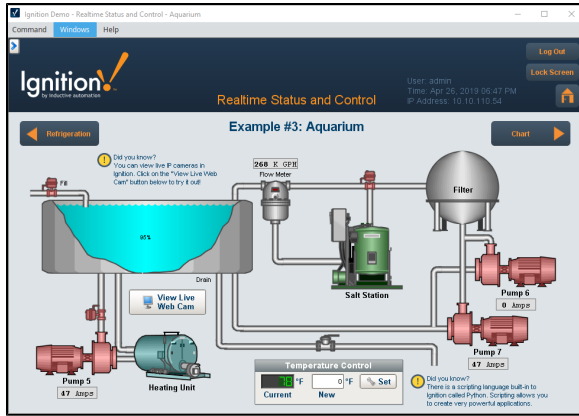 Ignition Demo - Realtime Status and Control - Aquarium
Command Windows Help
Log Out
Lock Screen
Ignition!
by inductive automation
User: admin
Time: Apr 26, 2019 06:47 PM
IP Address: 10.10.110.54
Realtime Status and Control
Refrigeration
Example #3: Aquarium
Chart
Did you know?
You can view live IP cameras in
Ignition. Click on the "View Live Web
Cam" button below to try it out!
268 K GPH
Flow Meter
Fill
Filter
95%
Drain
View Live
Web Cam
Salt Station
Pump 6
0 Amps
Pump 7
47 Amps
Pump 5
47 Amps
Heating Unit
Temperature Control
78 °F 0 °F Set
Current New
Did you know?
There is a scripting language built-in to
Ignition called Python. Scripting allows you
to create very powerful applications.